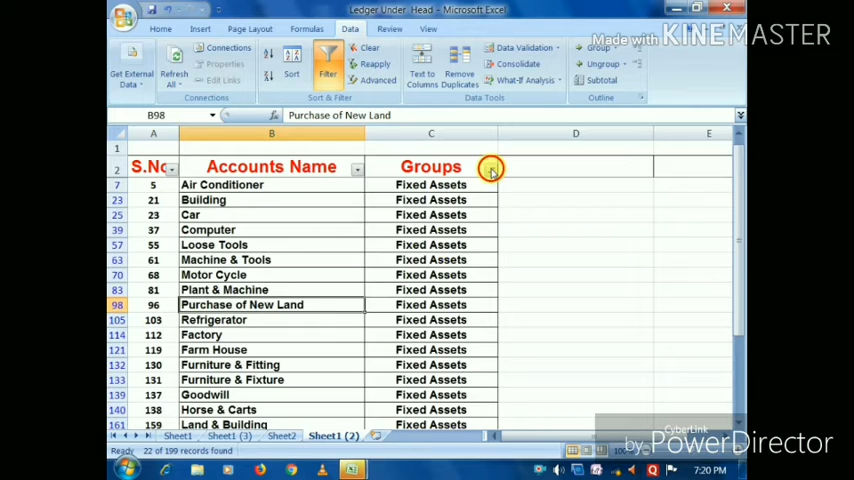 Ledger Under Head - Microsoft Excel
Home Insert Page Layout Formulas Data Review View
Made with KINEMASTER
Get External Data
Refresh All
Connections
Properties
Edit Links
Connections
Sort
Filter
Clear
Reapply
Advanced
Sort & Filter
Text to Columns
Remove Duplicates
Data Validation
Consolidate
What-If Analysis
Data Tools
Group
Ungroup
Subtotal
Outline
B98 fx Purchase of New Land
A B C D E
1
2 S.No Accounts Name Groups
7 5 Air Conditioner Fixed Assets
23 21 Building Fixed Assets
25 23 Car Fixed Assets
39 37 Computer Fixed Assets
57 55 Loose Tools Fixed Assets
63 61 Machine & Tools Fixed Assets
70 68 Motor Cycle Fixed Assets
83 81 Plant & Machine Fixed Assets
98 96 Purchase of New Land Fixed Assets
105 103 Refrigerator Fixed Assets
114 112 Factory Fixed Assets
121 119 Farm House Fixed Assets
132 130 Furniture & Fitting Fixed Assets
133 131 Furniture & Fixture Fixed Assets
139 137 Goodwill Fixed Assets
140 138 Horse & Carts Fixed Assets
161 159 Land & Building Fixed Assets
Sheet1 Sheet1 (3) Sheet2 Sheet1 (2)
CyberLink
by PowerDirector
Ready 22 of 199 records found
7:20 PM